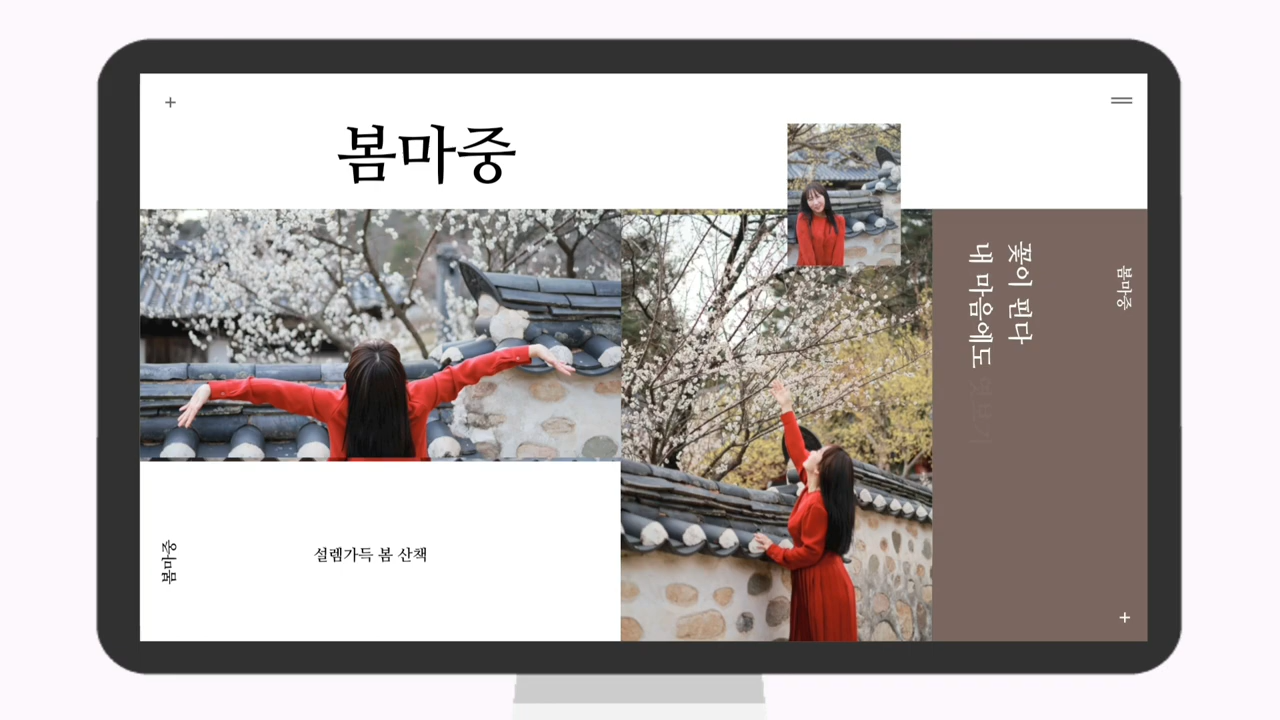 봄마중
꽃이 핀다
내 마음에도
봄마중
설렘가득 봄 산책
봄마중